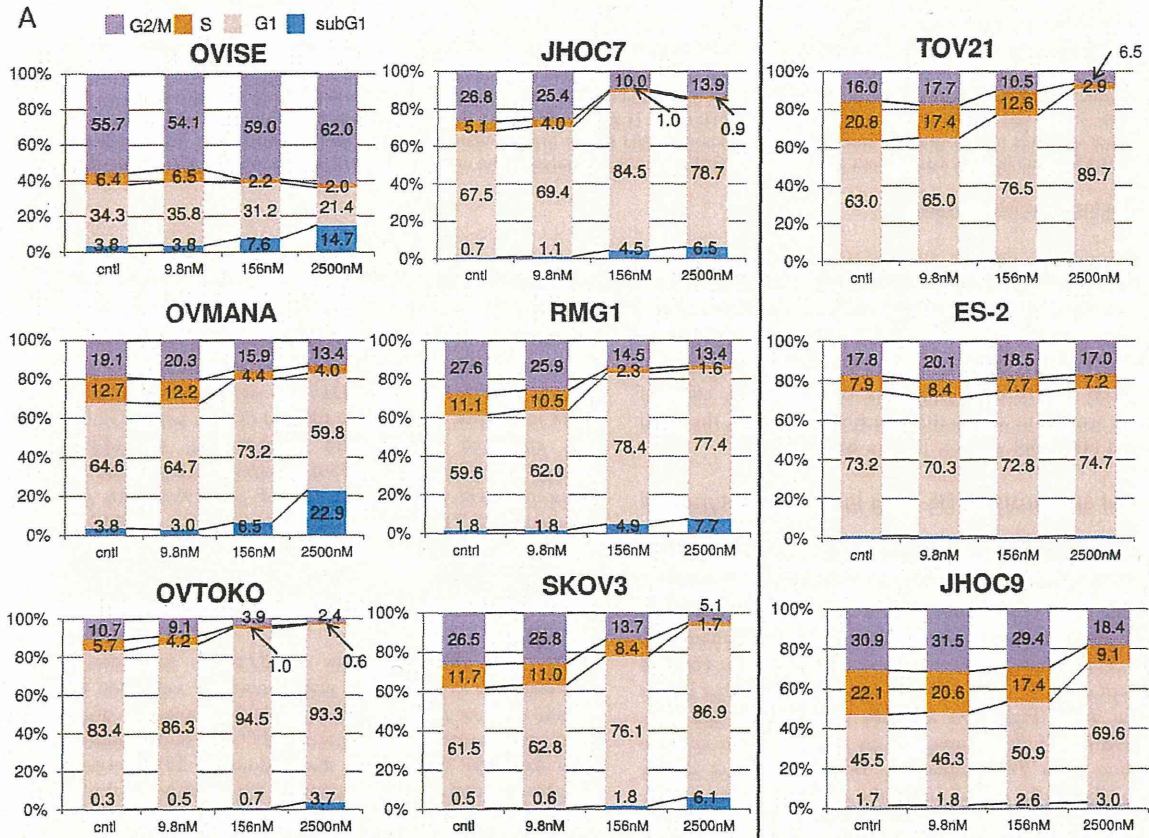 A
G2/M S G1 subG1
OVISE
100%
80%
60%
40%
20%
0%
55.7 54.1 59.0 62.0
6.4 6.5 2.2 2.0
34.3 35.8 31.2 21.4
3.8 3.8 7.6 14.7
cntl 9.8nM 156nM 2500nM
JHOC7
100%
80%
60%
40%
20%
0%
26.8 25.4 10.0 13.9
5.1 4.0 1.0 0.9
67.5 69.4 84.5 78.7
0.7 1.1 4.5 6.5
cntl 9.8nM 156nM 2500nM
TOV21
100%
80%
60%
40%
20%
0%
16.0 17.7 10.5 6.5
20.8 17.4 12.6 2.9
63.0 65.0 76.5 89.7
cntl 9.8nM 156nM 2500nM
OVMANA
100%
80%
60%
40%
20%
0%
19.1 20.3 15.9 13.4
12.7 12.2 4.4 4.0
64.6 64.7 73.2 59.8
3.8 3.0 6.5 22.9
cntl 9.8nM 156nM 2500nM
RMG1
100%
80%
60%
40%
20%
0%
27.6 25.9 14.5 13.4
11.1 10.5 2.3 1.6
59.6 62.0 78.4 77.4
1.8 1.8 4.9 7.7
cntrl 9.8nM 156nM 2500nM
ES-2
100%
80%
60%
40%
20%
0%
17.8 20.1 18.5 17.0
7.9 8.4 7.7 7.2
73.2 70.3 72.8 74.7
cntl 9.8nM 156nM 2500nM
OVTOKO
100%
80%
60%
40%
20%
0%
10.7 9.1 3.9 2.4
5.7 4.2 1.0 0.6
83.4 86.3 94.5 93.3
0.3 0.5 0.7 3.7
cntl 9.8nM 156nM 2500nM
SKOV3
100%
80%
60%
40%
20%
0%
26.5 25.8 13.7 5.1
11.7 11.0 8.4 1.7
61.5 62.8 76.1 86.9
0.5 0.6 1.8 6.1
cntl 9.8nM 156nM 2500nM
JHOC9
100%
80%
60%
40%
20%
0%
30.9 31.5 29.4 18.4
22.1 20.6 17.4 9.1
45.5 46.3 50.9 69.6
1.7 1.8 2.6 3.0
cntl 9.8nM 156nM 2500nM